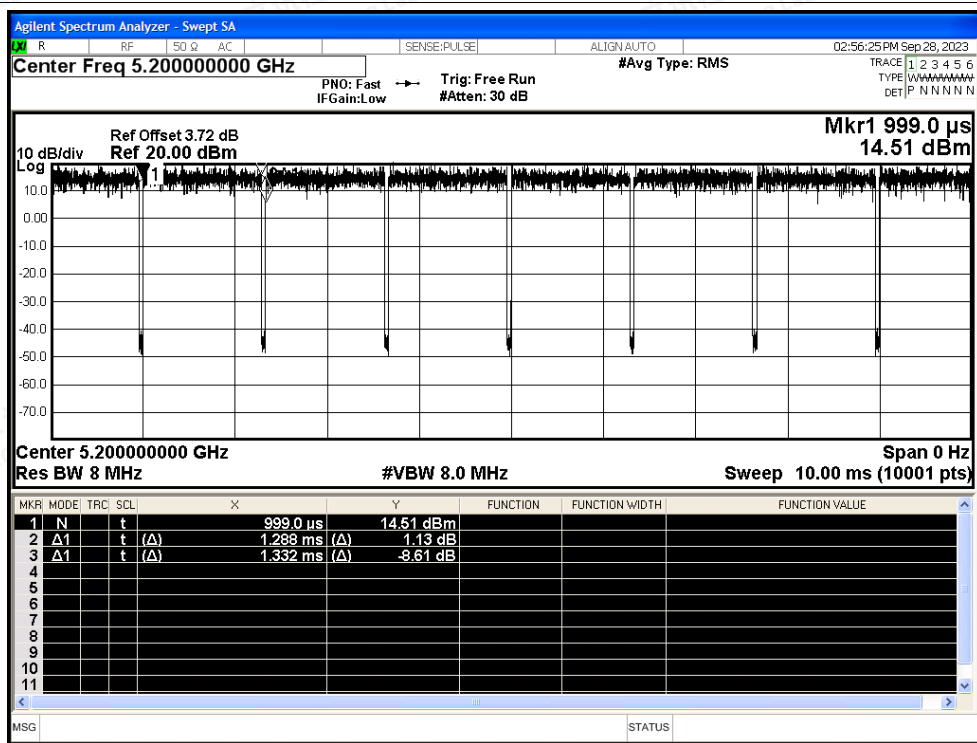 Agilent Spectrum Analyzer - Swept SA
LXI R RF 50 Ω AC SENSE:PULSE ALIGN AUTO 02:56:25 PM Sep 28, 2023
Center Freq 5.200000000 GHz #Avg Type: RMS TRACE 1 2 3 4 5 6
PNO: Fast Trig: Free Run TYPE W
IFGain:Low #Atten: 30 dB DET P N N N N N
Mkr1 999.0 µs
Ref Offset 3.72 dB
10 dB/div Ref 20.00 dBm 14.51 dBm
Log
1
10.0
0.00
-10.0
-20.0
-30.0
-40.0
-50.0
-60.0
-70.0
Center 5.200000000 GHz Span 0 Hz
Res BW 8 MHz #VBW 8.0 MHz Sweep 10.00 ms (10001 pts)
MKR MODE TRC SCL X Y FUNCTION FUNCTION WIDTH FUNCTION VALUE
1 N t 999.0 µs 14.51 dBm
2 Δ1 t (Δ) 1.288 ms (Δ) 1.13 dB
3 Δ1 t (Δ) 1.332 ms (Δ) -8.61 dB
4
5
6
7
8
9
10
11
MSG STATUS